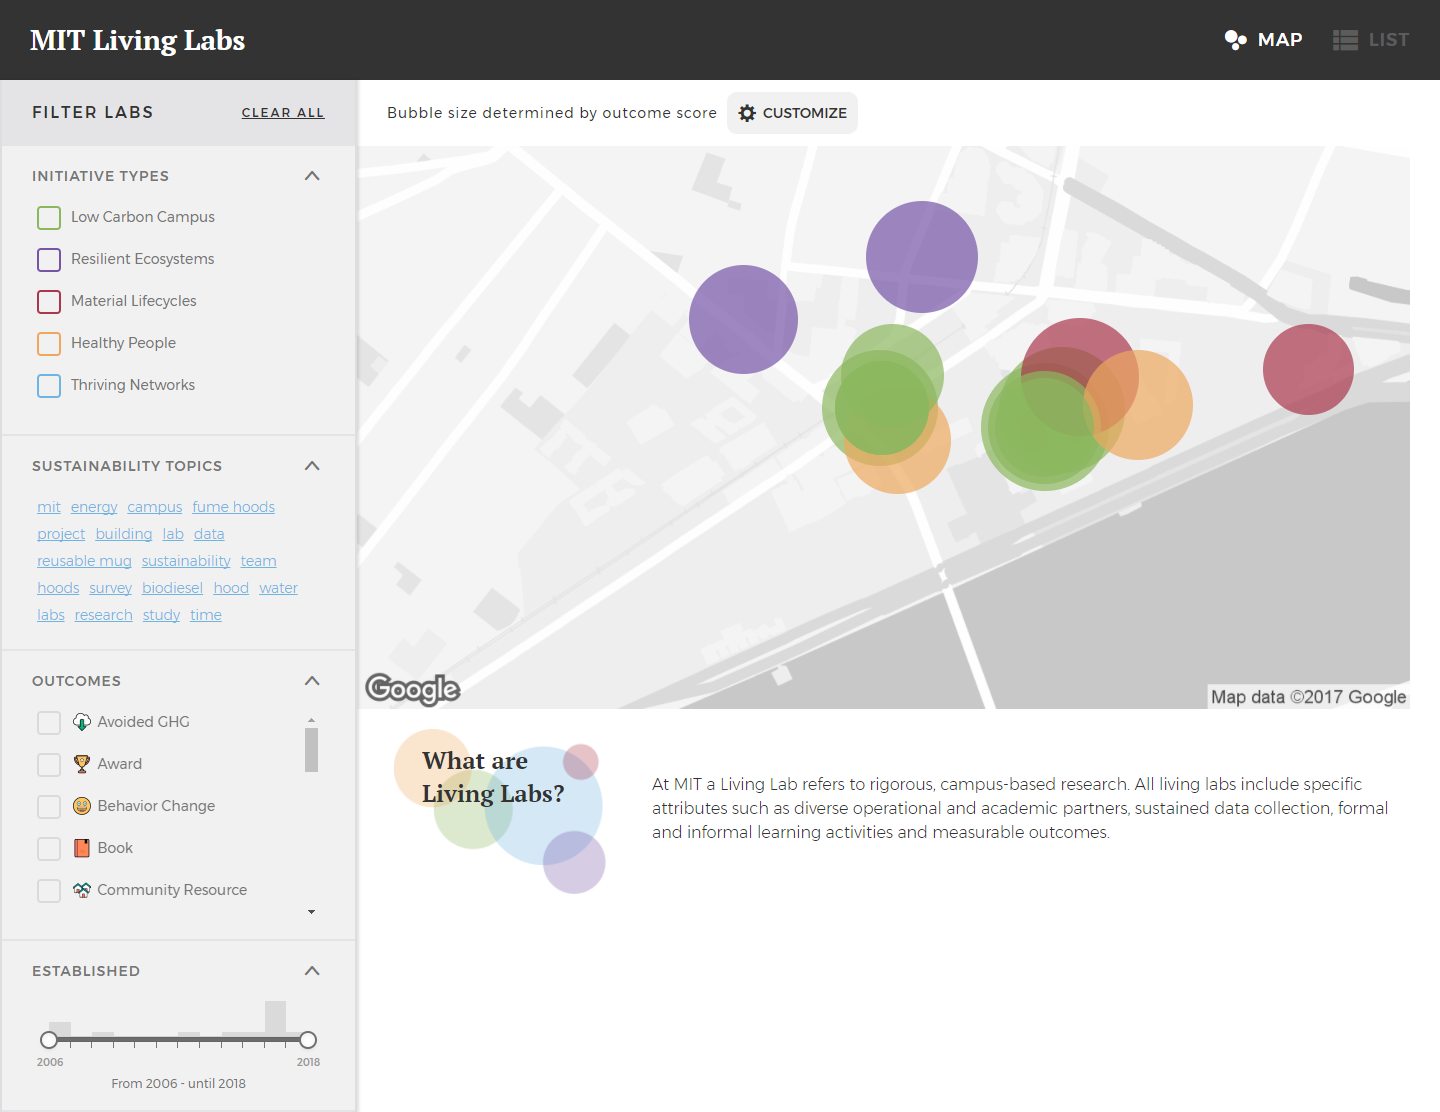 MIT Living Labs
MAP
LIST
FILTER LABS
CLEAR ALL
Bubble size determined by outcome score
CUSTOMIZE
INITIATIVE TYPES
Low Carbon Campus
Resilient Ecosystems
Material Lifecycles
Healthy People
Thriving Networks
SUSTAINABILITY TOPICS
mit energy campus fume hoods
project building lab data
reusable mug sustainability team
hoods survey biodiesel hood water
labs research study time
OUTCOMES
Avoided GHG
Award
Behavior Change
Book
Community Resource
ESTABLISHED
2006
2018
From 2006 - until 2018
Google
Map data ©2017 Google
What are
Living Labs?
At MIT a Living Lab refers to rigorous, campus-based research. All living labs include specific
attributes such as diverse operational and academic partners, sustained data collection, formal
and informal learning activities and measurable outcomes.